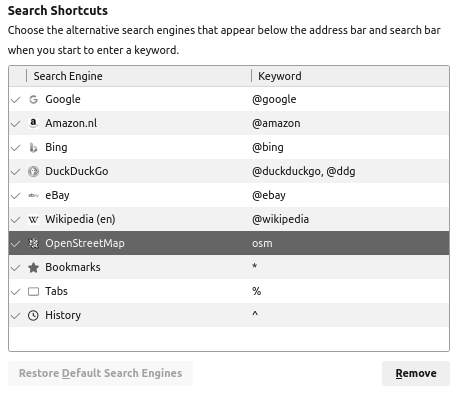 Search Shortcuts
Choose the alternative search engines that appear below the address bar and search bar
when you start to enter a keyword.
Search Engine Keyword
Google @google
Amazon.nl @amazon
Bing @bing
DuckDuckGo @duckduckgo, @ddg
eBay @ebay
Wikipedia (en) @wikipedia
OpenStreetMap osm
Bookmarks *
Tabs %
History ^
Restore Default Search Engines Remove